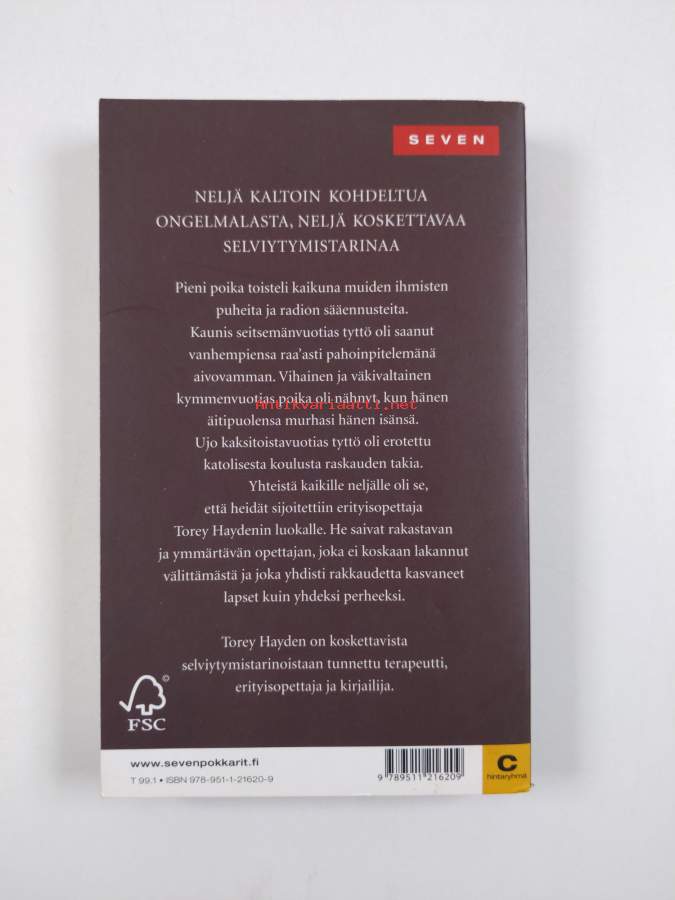 SEVEN
NELJÄ KALTOIN KOHDELTUA
ONGELMALASTA, NELJÄ KOSKETTAVAA
SELVIYTYMISTARINAA
Pieni poika toisteli kaikuna muiden ihmisten
puheita ja radion sääennusteita.
Kaunis seitsemänvuotias tyttö oli saanut
vanhempiensa raa'asti pahoinpitelemänä
aivovamman. Vihainen ja väkivaltainen
kymmenvuotias poika oli nähnyt, kun hänen
Antikvariaatti.net
äitipuolensa murhasi hänen isänsä.
Ujo kaksitoistavuotias tyttö oli erotettu
katolisesta koulusta raskauden takia.
Yhteistä kaikille neljälle oli se,
että heidät sijoitettiin erityisopettaja
Torey Haydenin luokalle. He saivat rakastavan
ja ymmärtävän opettajan, joka ei koskaan lakannut
välittämästä ja joka yhdisti rakkaudetta kasvaneet
lapset kuin yhdeksi perheeksi.
Torey Hayden on koskettavista
selviytymistarinoistaan tunnettu terapeutti,
erityisopettaja ja kirjailija.
©
FSC
www.sevenpokkarit.fi
T 99.1 • ISBN 978-951-1-21620-9
9 789511 216209
C
hintaryhmä